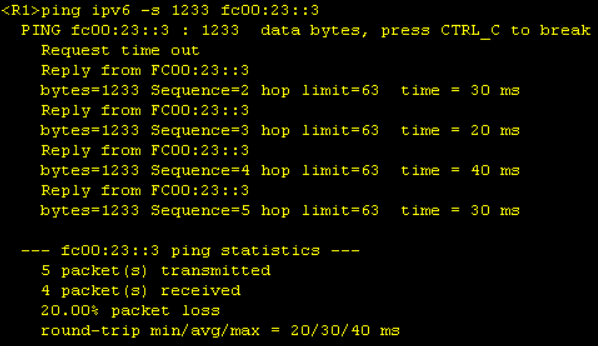 <R1>ping ipv6 -s 1233 fc00:23::3
PING fc00:23::3 : 1233  data bytes, press CTRL_C to break
Request time out
Reply from FC00:23::3
bytes=1233 Sequence=2 hop limit=63  time = 30 ms
Reply from FC00:23::3
bytes=1233 Sequence=3 hop limit=63  time = 20 ms
Reply from FC00:23::3
bytes=1233 Sequence=4 hop limit=63  time = 40 ms
Reply from FC00:23::3
bytes=1233 Sequence=5 hop limit=63  time = 30 ms
--- fc00:23::3 ping statistics ---
5 packet(s) transmitted
4 packet(s) received
20.00% packet loss
round-trip min/avg/max = 20/30/40 ms